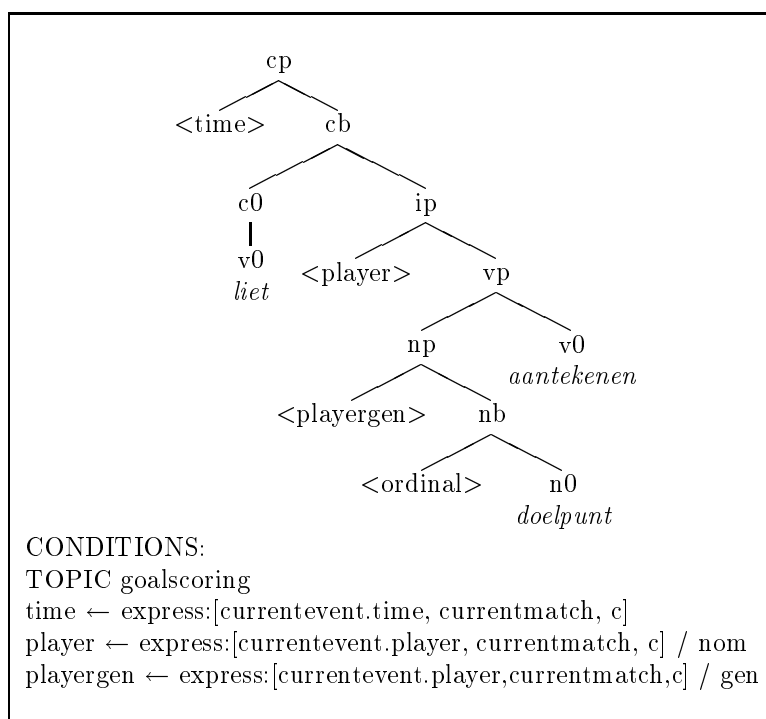 cp
<time> cb
c0 ip
v0 <player> vp
liet
np v0
aantekenen
<playergen> nb
<ordinal> n0
doelpunt
CONDITIONS:
TOPIC goalscoring
time ← express:[currentevent.time, currentmatch, c]
player ← express:[currentevent.player, currentmatch, c] / nom
playergen ← express:[currentevent.player,currentmatch,c] / gen